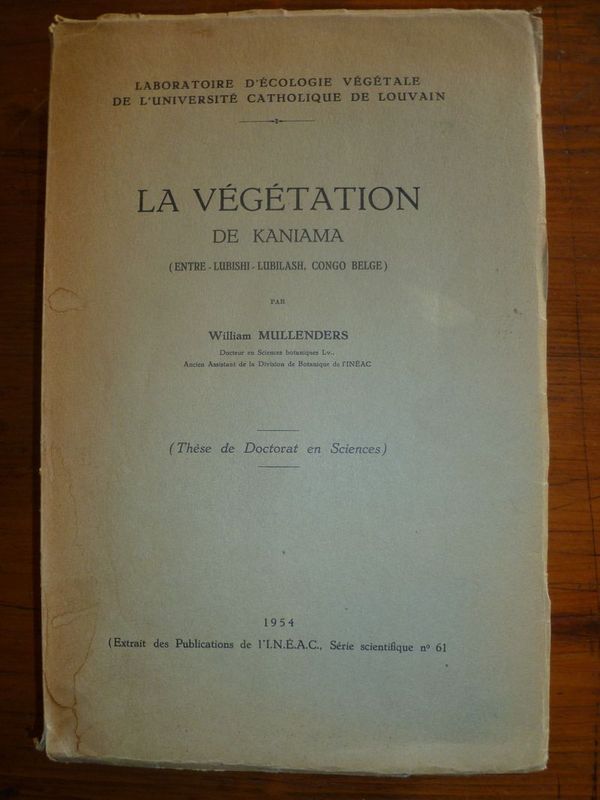 LABORATOIRE D'ÉCOLOGIE VÉGÉTALE
DE L'UNIVERSITÉ CATHOLIQUE DE LOUVAIN
LA VÉGÉTATION
DE KANIAMA
(ENTRE-LUBISHI-LUBILASH, CONGO BELGE)
PAR
William MULLENDERS
Docteur en Sciences botaniques Lv.,
Ancien Assistant de la Division de Botanique de l'INÉAC
(Thèse de Doctorat en Sciences)
1954
(Extrait des Publications de l'I.N.É.A.C., Série scientifique nº 61